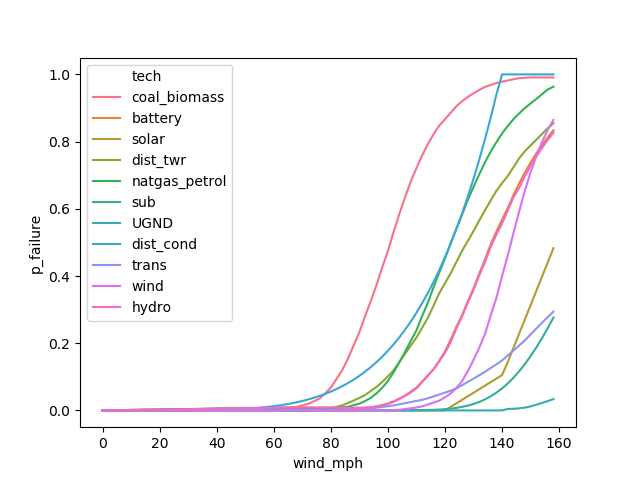 1.0
0.8
0.6
0.4
0.2
0.0
p_failure
tech
coal_biomass
battery
solar
dist_twr
natgas_petrol
sub
UGND
dist_cond
trans
wind
hydro
0 20 40 60 80 100 120 140 160
wind_mph